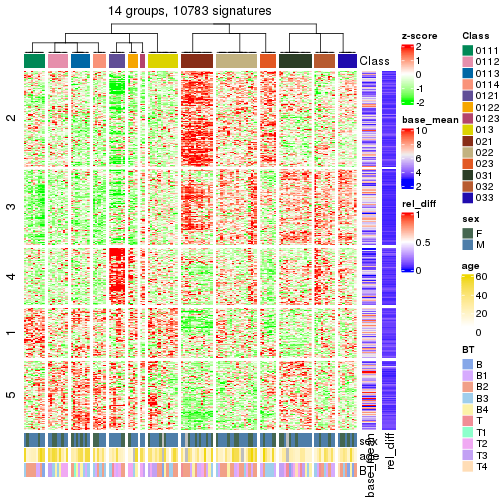 14 groups, 10783 signatures
Class
2
3
4
1
5
sex
age
BT
base_mean
rel_diff
z-score
2
1
0
-1
-2
base_mean
10
8
6
4
2
rel_diff
1
0.5
0
Class
0111
0112
0113
0114
0121
0122
0123
013
021
022
023
031
032
033
sex
F
M
age
60
40
20
0
BT
B
B1
B2
B3
B4
T
T1
T2
T3
T4